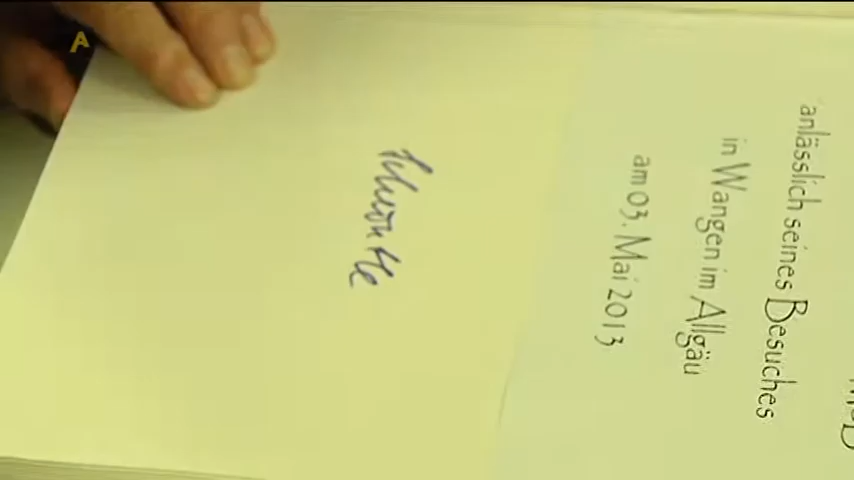 A
anlässlich seines Besuches
in Wangen im Allgäu
am 03. Mai 2013